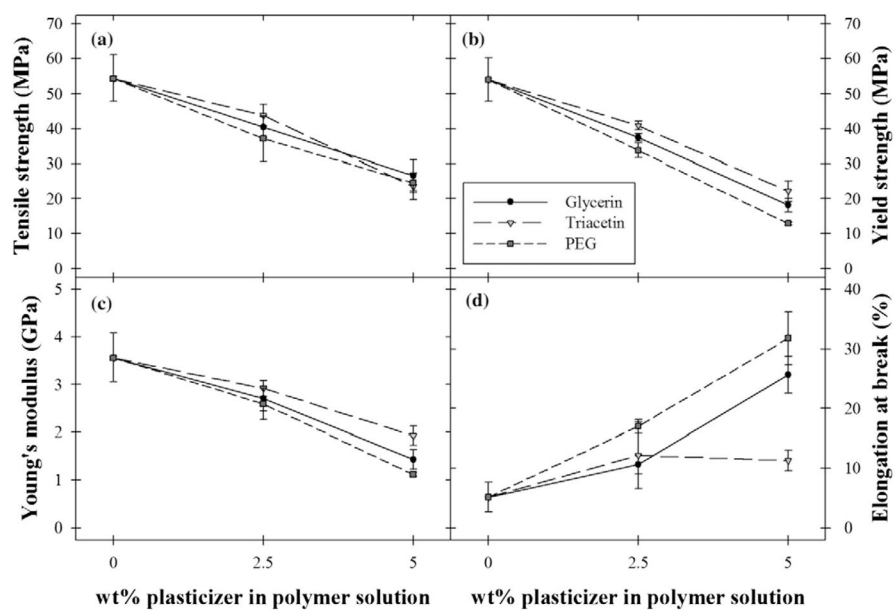 70
60
50
40
30
20
10
0
Tensile strength (MPa)
(a)
(b)
70
60
50
40
30
20
10
0
Yield strength (MPa)
Glycerin
Triacetin
PEG
5
4
3
2
1
0
Young's modulus (GPa)
(c)
(d)
40
30
20
10
0
Elongation at break (%)
0 2.5 5
0 2.5 5
wt% plasticizer in polymer solution
wt% plasticizer in polymer solution